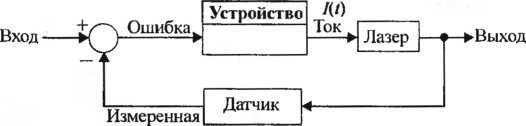 Вход
+
−
Ошибка
Устройство
I(t)
Ток
Лазер
Выход
Датчик
Измеренная